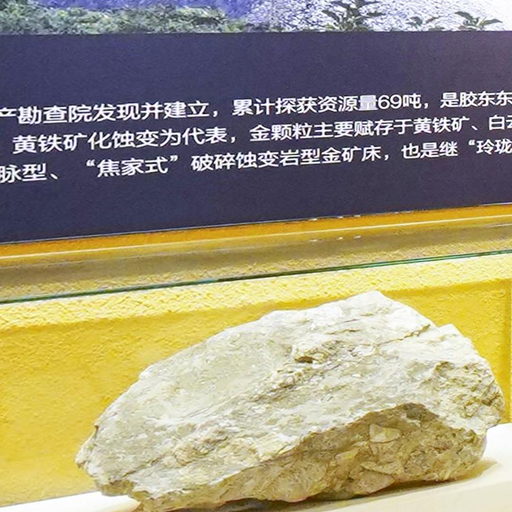 产勘查院发现并建立，累计探获资源量69吨，是胶东东
黄铁矿化蚀变为代表，金颗粒主要赋存于黄铁矿、白云
脉型、“焦家式”破碎蚀变岩型金矿床，也是继“玲珑